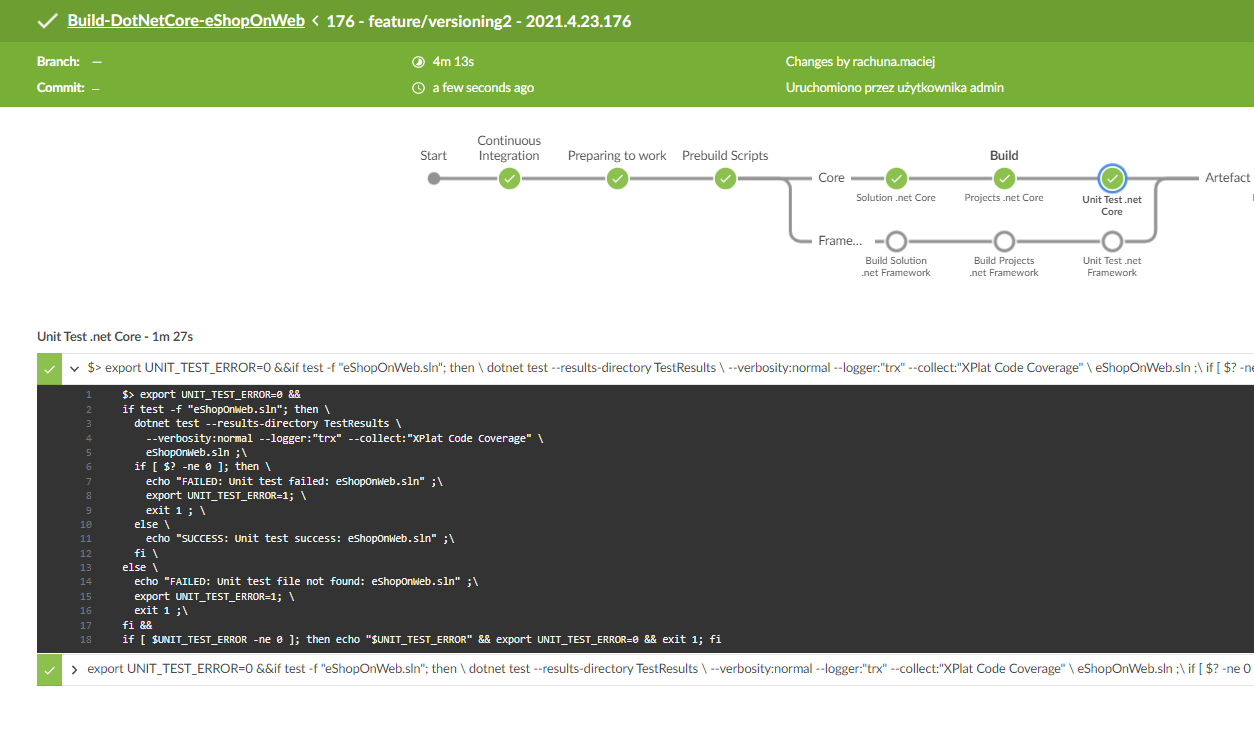 Build-DotNetCore-eShopOnWeb < 176 - feature/versioning2 - 2021.4.23.176
Branch: — 4m 13s Changes by rachuna.maciej
Commit: — a few seconds ago Uruchomiono przez użytkownika admin
Continuous
Start Integration Preparing to work Prebuild Scripts Build
Core Artefact
Solution .net Core Projects .net Core Unit Test .net
Core
Frame...
Build Solution Build Projects Unit Test .net
.net Framework .net Framework Framework
Unit Test .net Core - 1m 27s
$> export UNIT_TEST_ERROR=0 &&if test -f "eShopOnWeb.sln"; then \ dotnet test --results-directory TestResults \ --verbosity:normal --logger:"trx" --collect:"XPlat Code Coverage" \ eShopOnWeb.sln ;\ if [ $? -ne
1 $> export UNIT_TEST_ERROR=0 &&
2 if test -f "eShopOnWeb.sln"; then \
3 dotnet test --results-directory TestResults \
4 --verbosity:normal --logger:"trx" --collect:"XPlat Code Coverage" \
5 eShopOnWeb.sln ;\
6 if [ $? -ne 0 ]; then \
7 echo "FAILED: Unit test failed: eShopOnWeb.sln" ;\
8 export UNIT_TEST_ERROR=1; \
9 exit 1 ; \
10 else \
11 echo "SUCCESS: Unit test success: eShopOnWeb.sln" ;\
12 fi \
13 else \
14 echo "FAILED: Unit test file not found: eShopOnWeb.sln" ;\
15 export UNIT_TEST_ERROR=1; \
16 exit 1 ;\
17 fi &&
18 if [ $UNIT_TEST_ERROR -ne 0 ]; then echo "$UNIT_TEST_ERROR" && export UNIT_TEST_ERROR=0 && exit 1; fi
export UNIT_TEST_ERROR=0 &&if test -f "eShopOnWeb.sln"; then \ dotnet test --results-directory TestResults \ --verbosity:normal --logger:"trx" --collect:"XPlat Code Coverage" \ eShopOnWeb.sln ;\ if [ $? -ne 0